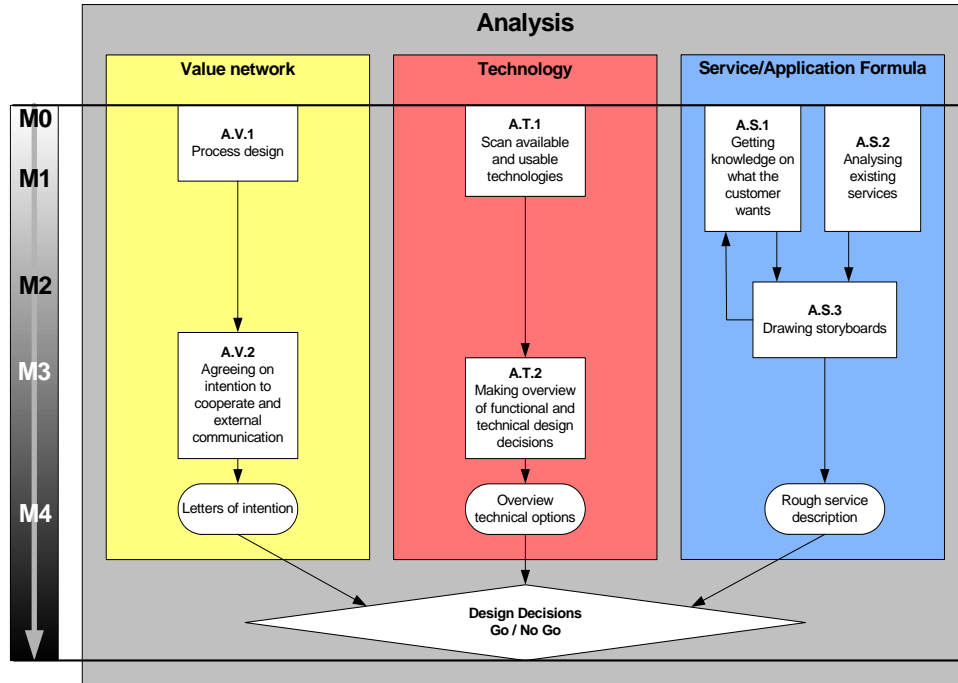 Analysis
Value network
Technology
Service/Application Formula
M0
M1
M2
M3
M4
A.V.1
Process design
A.V.2
Agreeing on
intention to
cooperate and
external
communication
Letters of intention
A.T.1
Scan available
and usable
technologies
A.T.2
Making overview
of functional and
technical design
decisions
Overview
technical options
A.S.1
Getting
knowledge on
what the
customer
wants
A.S.2
Analysing
existing
services
A.S.3
Drawing storyboards
Rough service
description
Design Decisions
Go / No Go